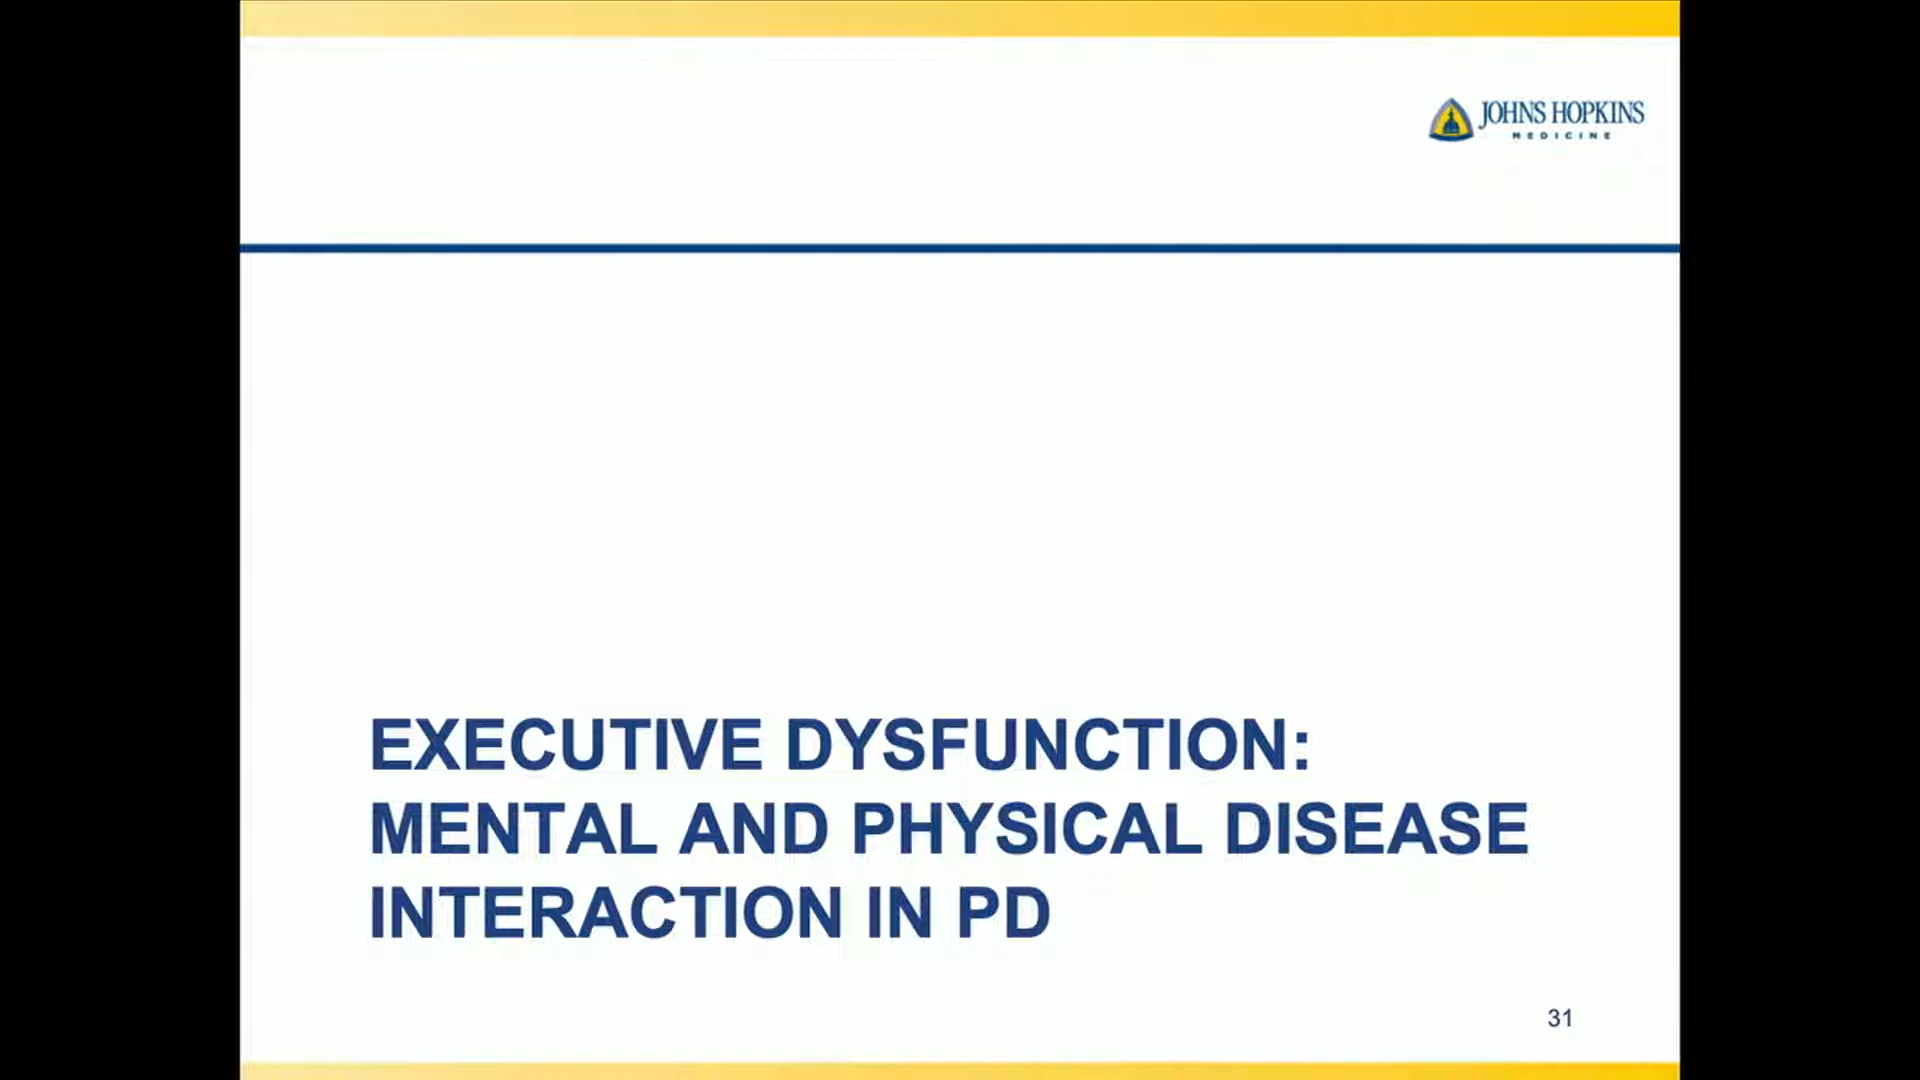 JOHNS HOPKINS
MEDICINE
EXECUTIVE DYSFUNCTION:
MENTAL AND PHYSICAL DISEASE
INTERACTION IN PD
31